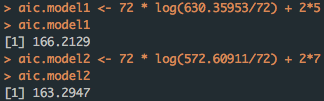 > aic.model1 <- 72 * log(630.35953/72) + 2*5
> aic.model1
[1] 166.2129
> aic.model2 <- 72 * log(572.60911/72) + 2*7
> aic.model2
[1] 163.2947